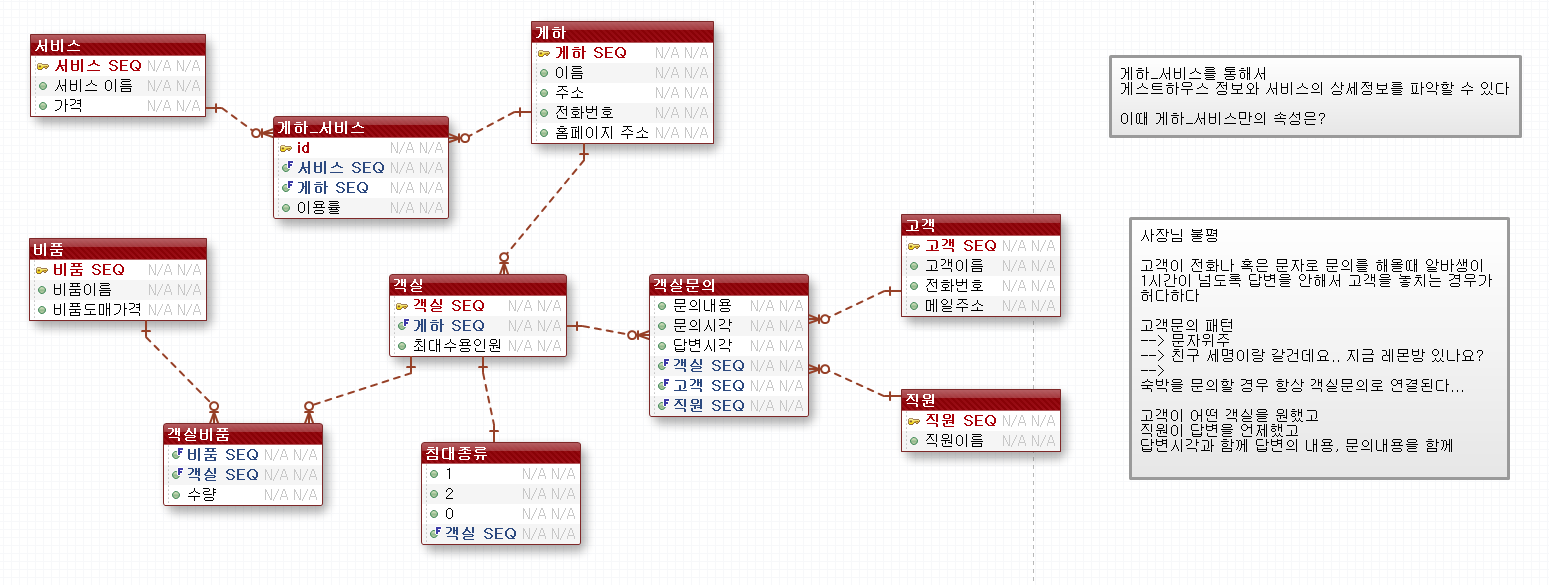 서비스
서비스 SEQ N/A N/A
서비스 이름 N/A N/A
가격 N/A N/A
게하
게하 SEQ N/A N/A
이름 N/A N/A
주소 N/A N/A
전화번호 N/A N/A
홈페이지 주소 N/A N/A
게하_서비스를 통해서
게스트하우스 정보와 서비스의 상세정보를 파악할 수 있다
이때 게하_서비스만의 속성은?
게하_서비스
id N/A N/A
서비스 SEQ N/A N/A
게하 SEQ N/A N/A
이용률 N/A N/A
비품
비품 SEQ N/A N/A
비품이름 N/A N/A
비품도매가격 N/A N/A
객실
객실 SEQ N/A N/A
게하 SEQ N/A N/A
최대수용인원 N/A N/A
객실문의
문의내용 N/A N/A
문의시각 N/A N/A
답변시각 N/A N/A
객실 SEQ N/A N/A
고객 SEQ N/A N/A
직원 SEQ N/A N/A
고객
고객 SEQ N/A N/A
고객이름 N/A N/A
전화번호 N/A N/A
메일주소 N/A N/A
사장님 불평
고객이 전화나 혹은 문자로 문의를 해올때 알바생이
1시간이 넘도록 답변을 안해서 고객을 놓치는 경우가
허다하다
고객문의 패턴
--> 문자위주
--> 친구 세명이랑 갈건데요.. 지금 레몬방 있나요?
-->
숙박을 문의할 경우 항상 객실문의로 연결된다...
고객이 어떤 객실을 원했고
직원이 답변을 언제했고
답변시각과 함께 답변의 내용, 문의내용을 함께
직원
직원 SEQ N/A N/A
직원이름 N/A N/A
객실비품
비품 SEQ N/A N/A
객실 SEQ N/A N/A
수량 N/A N/A
침대종류
1 N/A N/A
2 N/A N/A
0 N/A N/A
객실 SEQ N/A N/A